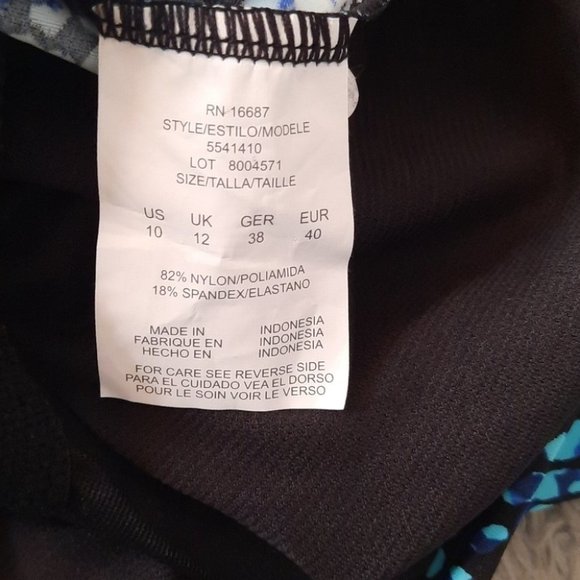 RN 16687
STYLE/ESTILO/MODELE
5541410
LOT 8004571
SIZE/TALLA/TAILLE
US UK GER EUR
10 12 38 40
82% NYLON/POLIAMIDA
18% SPANDEX/ELASTANO
MADE IN INDONESIA
FABRIQUE EN INDONESIA
HECHO EN INDONESIA
FOR CARE SEE REVERSE SIDE
PARA EL CUIDADO VEA EL DORSO
POUR LE SOIN VOIR LE VERSO